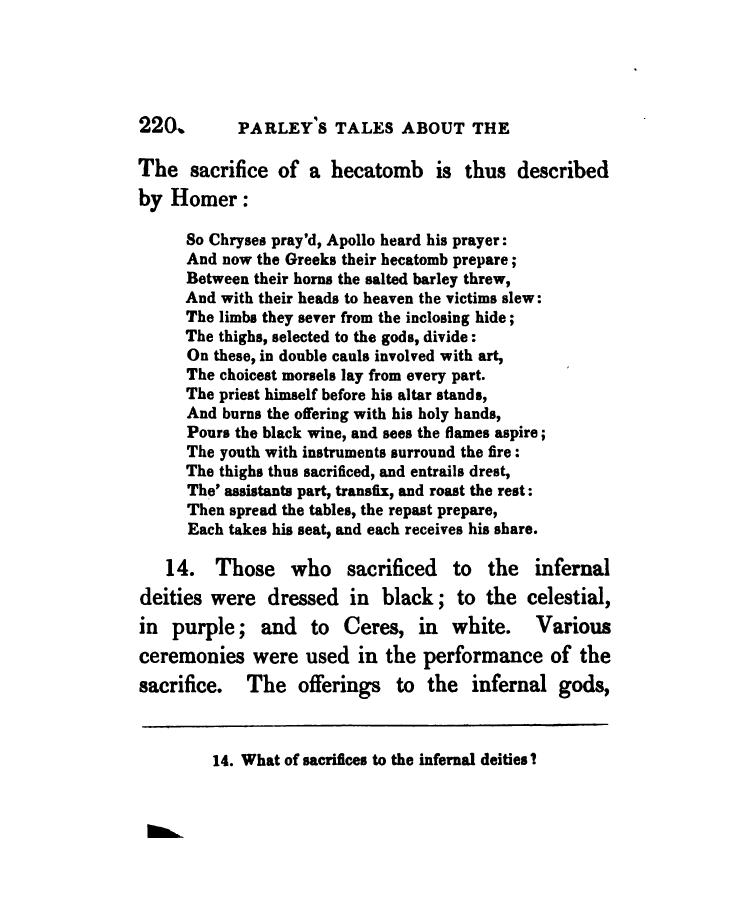 220. PARLEY'S TALES ABOUT THE
The sacrifice of a hecatomb is thus described
by Homer :
So Chryses pray'd, Apollo heard his prayer :
And now the Greeks their hecatomb prepare ;
Between their horns the salted barley threw,
And with their heads to heaven the victims slew :
The limbs they sever from the inclosing hide ;
The thighs, selected to the gods, divide :
On these, in double cauls involved with art,
The choicest morsels lay from every part.
The priest himself before his altar stands,
And burns the offering with his holy hands,
Pours the black wine, and sees the flames aspire ;
The youth with instruments surround the fire :
The thighs thus sacrificed, and entrails drest,
The' assistants part, transfix, and roast the rest :
Then spread the tables, the repast prepare,
Each takes his seat, and each receives his share.
14. Those who sacrificed to the infernal
deities were dressed in black ; to the celestial,
in purple ; and to Ceres, in white. Various
ceremonies were used in the performance of the
sacrifice. The offerings to the infernal gods,
14. What of sacrifices to the infernal deities ?